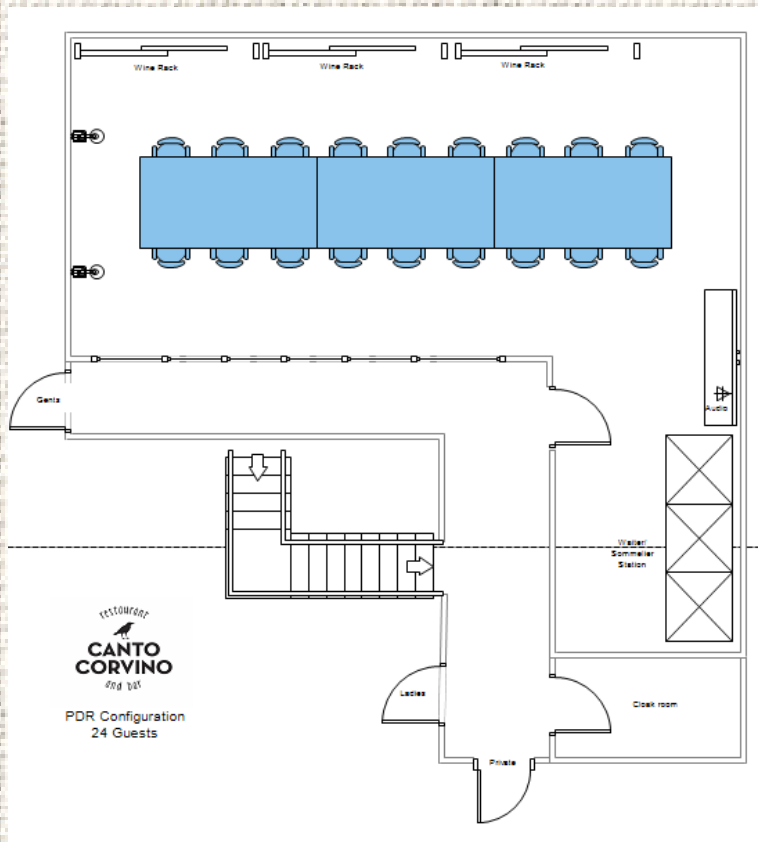 Wine Rack
Wine Rack
Wine Rack
Gents
Audio
Waiter/
Sommelier
Station
restaurant
CANTO
CORVINO
and bar
PDR Configuration
24 Guests
Ladies
Cloak room
Private